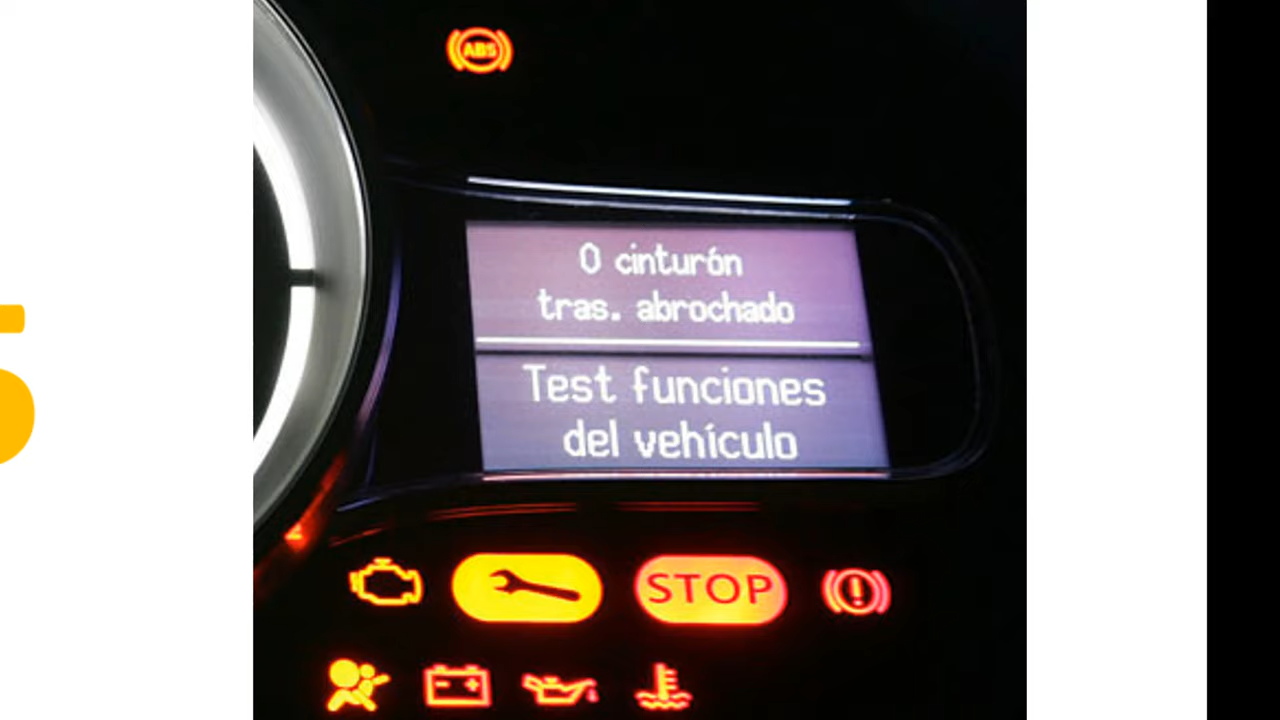 ABS
0 cinturón
tras. abrochado
Test funciones
del vehículo
STOP